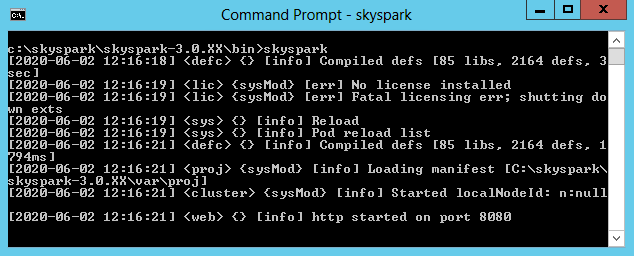 Command Prompt - skyspark
c:\skyspark\skyspark-3.0.XX\bin>skyspark
[2020-06-02 12:16:18] <defc> {} [info] Compiled defs [85 libs, 2164 defs, 3
sec]
[2020-06-02 12:16:19] <lic> {sysMod} [err] No license installed
[2020-06-02 12:16:19] <lic> {sysMod} [err] Fatal licensing err; shutting do
wn exts
[2020-06-02 12:16:19] <sys> {} [info] Reload
[2020-06-02 12:16:19] <sys> {} [info] Pod reload list
[2020-06-02 12:16:21] <defc> {} [info] Compiled defs [85 libs, 2164 defs, 1
794ms]
[2020-06-02 12:16:21] <proj> {sysMod} [info] Loading manifest [C:\skyspark\
skyspark-3.0.XX\var\proj]
[2020-06-02 12:16:21] <cluster> {sysMod} [info] Started localNodeId: n:null
[2020-06-02 12:16:21] <web> {} [info] http started on port 8080